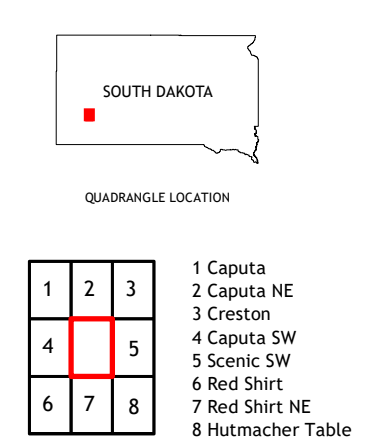 SOUTH DAKOTA
QUADRANGLE LOCATION
1 2 3
4 5
6 7 8
1 Caputa
2 Caputa NE
3 Creston
4 Caputa SW
5 Scenic SW
6 Red Shirt
7 Red Shirt NE
8 Hutmacher Table